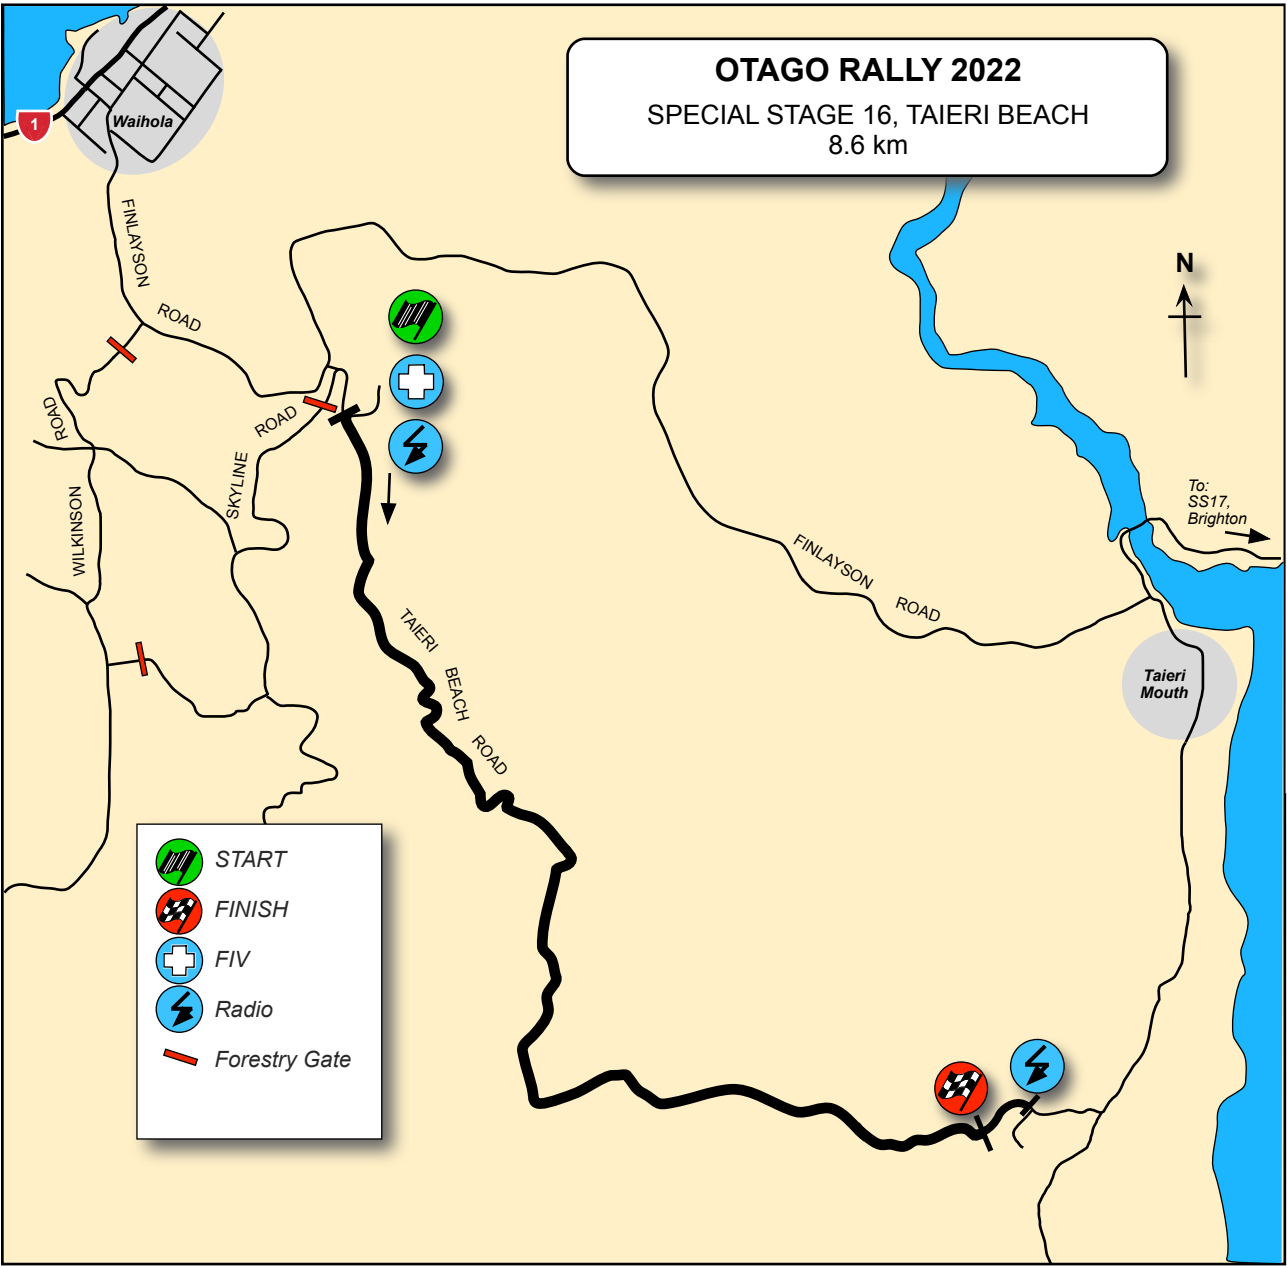 OTAGO RALLY 2022
SPECIAL STAGE 16, TAIERI BEACH
8.6 km
1
Waihola
FINLAYSON
ROAD
N
ROAD
ROAD
SKYLINE
WILKINSON
To:
SS17,
Brighton
FINLAYSON
ROAD
TAIERI
BEACH
ROAD
Taieri
Mouth
START
FINISH
FIV
Radio
Forestry Gate